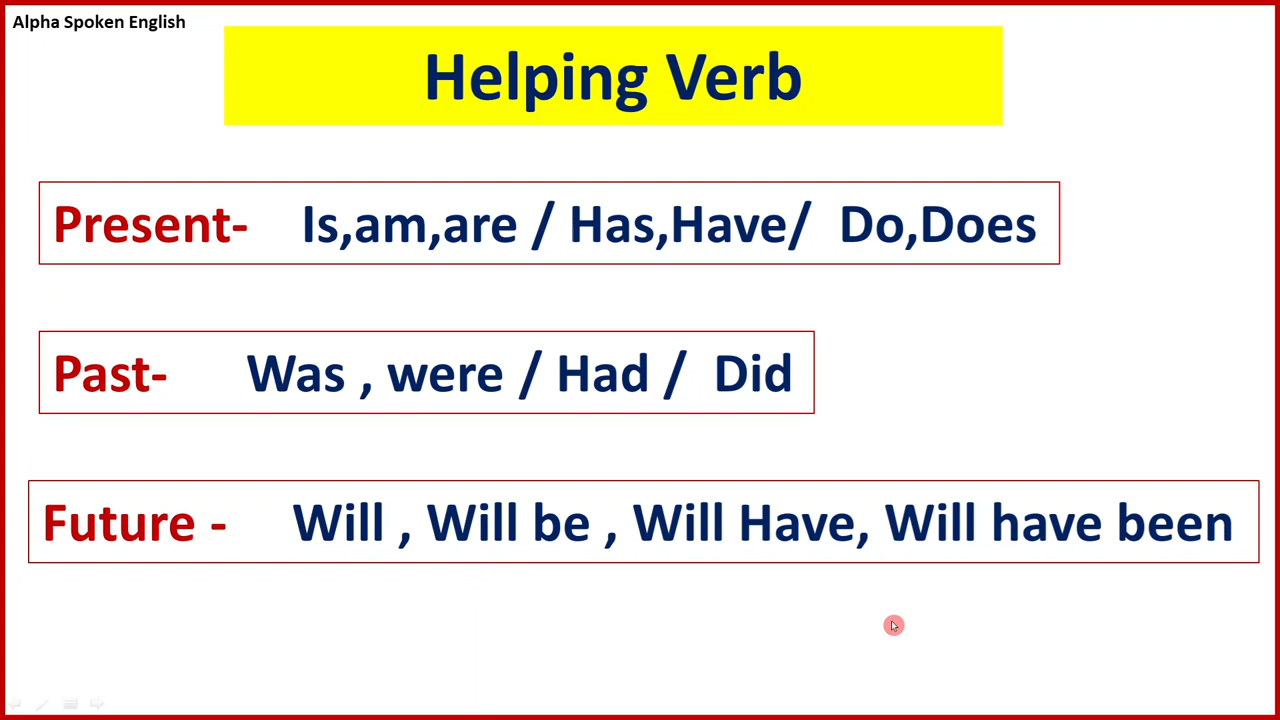 Alpha Spoken English
Helping Verb
Present- Is,am,are / Has,Have/ Do,Does
Past- Was , were / Had / Did
Future - Will , Will be , Will Have, Will have been